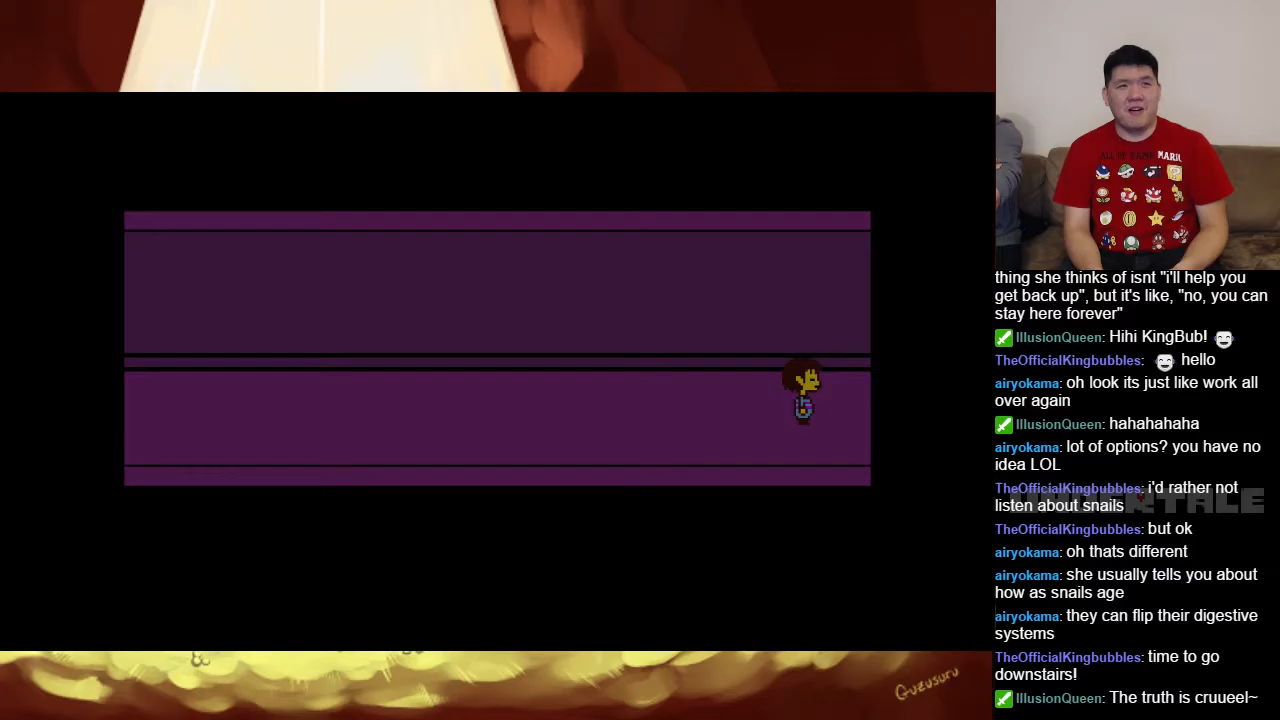 ALL OF GAME MARIO
thing she thinks of isnt "i'll help you
get back up", but it's like, "no, you can
stay here forever"
IllusionQueen: Hihi KingBub!
TheOfficialKingbubbles: hello
airyokama: oh look its just like work all
over again
IllusionQueen: hahahahaha
airyokama: lot of options? you have no
idea LOL
TheOfficialKingbubbles: i'd rather not
listen about snails
UNDERTALE
TheOfficialKingbubbles: but ok
airyokama: oh thats different
airyokama: she usually tells you about
how as snails age
airyokama: they can flip their digestive
systems
TheOfficialKingbubbles: time to go
downstairs!
IllusionQueen: The truth is cruueel~
Guzusuru